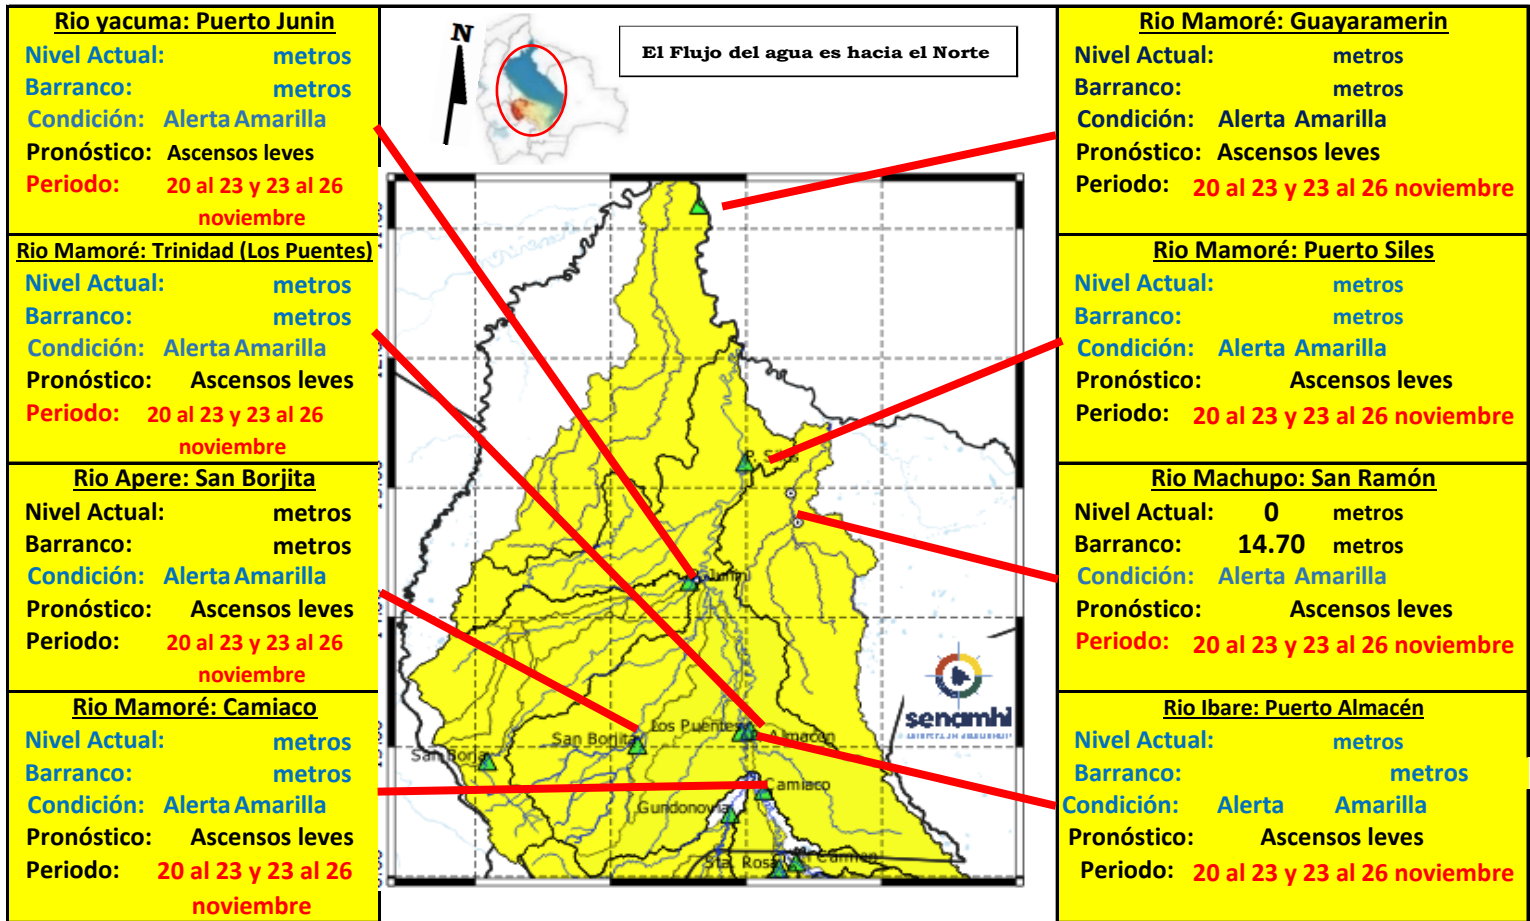 Rio yacuma: Puerto Junin
Nivel Actual: metros
Barranco: metros
Condición: Alerta Amarilla
Pronóstico: Ascensos leves
Periodo: 20 al 23 y 23 al 26
noviembre
Rio Mamoré: Trinidad (Los Puentes)
Nivel Actual: metros
Barranco: metros
Condición: Alerta Amarilla
Pronóstico: Ascensos leves
Periodo: 20 al 23 y 23 al 26
noviembre
Rio Apere: San Borjita
Nivel Actual: metros
Barranco: metros
Condición: Alerta Amarilla
Pronóstico: Ascensos leves
Periodo: 20 al 23 y 23 al 26
noviembre
Rio Mamoré: Camiaco
Nivel Actual: metros
Barranco: metros
Condición: Alerta Amarilla
Pronóstico: Ascensos leves
Periodo: 20 al 23 y 23 al 26
noviembre
N
El Flujo del agua es hacia el Norte
P. Siles
Junini
Los Puentes
P. Almacen
San Borjita
San Borja
Camiaco
Gundonovia
Sta. Rosa
Carmen
senamhi
Rio Mamoré: Guayaramerin
Nivel Actual: metros
Barranco: metros
Condición: Alerta Amarilla
Pronóstico: Ascensos leves
Periodo: 20 al 23 y 23 al 26 noviembre
Rio Mamoré: Puerto Siles
Nivel Actual: metros
Barranco: metros
Condición: Alerta Amarilla
Pronóstico: Ascensos leves
Periodo: 20 al 23 y 23 al 26 noviembre
Rio Machupo: San Ramón
Nivel Actual: 0 metros
Barranco: 14.70 metros
Condición: Alerta Amarilla
Pronóstico: Ascensos leves
Periodo: 20 al 23 y 23 al 26 noviembre
Rio Ibare: Puerto Almacén
Nivel Actual: metros
Barranco: metros
Condición: Alerta Amarilla
Pronóstico: Ascensos leves
Periodo: 20 al 23 y 23 al 26 noviembre